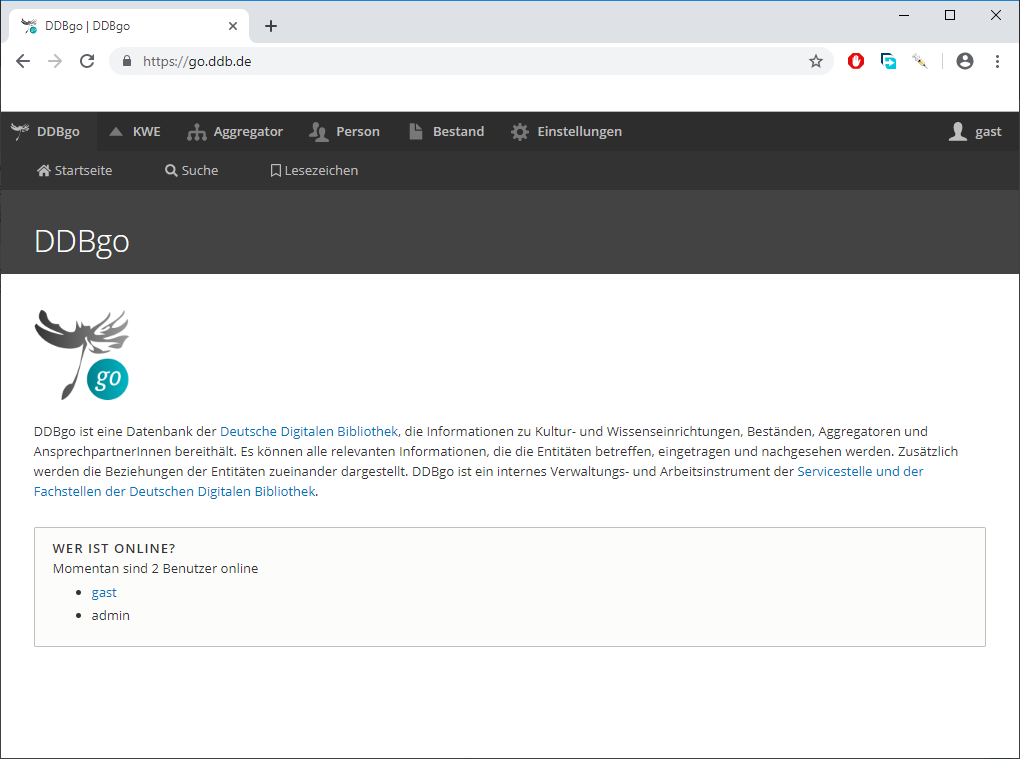 DDBgo | DDBgo
https://go.ddb.de
DDBgo KWE Aggregator Person Bestand Einstellungen gast
Startseite Suche Lesezeichen
DDBgo
go
DDBgo ist eine Datenbank der Deutsche Digitalen Bibliothek, die Informationen zu Kultur- und Wissenseinrichtungen, Beständen, Aggregatoren und
AnsprechpartnerInnen bereithält. Es können alle relevanten Informationen, die die Entitäten betreffen, eingetragen und nachgesehen werden. Zusätzlich
werden die Beziehungen der Entitäten zueinander dargestellt. DDBgo ist ein internes Verwaltungs- und Arbeitsinstrument der Servicestelle und der
Fachstellen der Deutschen Digitalen Bibliothek.
WER IST ONLINE?
Momentan sind 2 Benutzer online
gast
admin